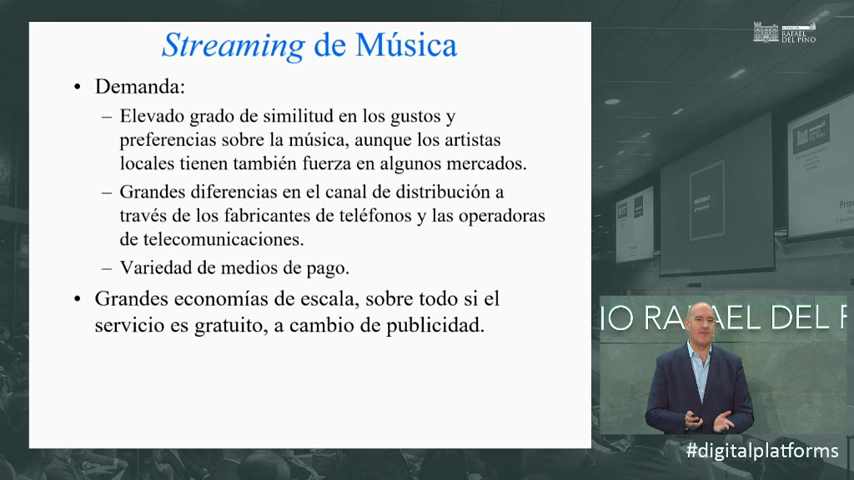 Streaming de Música
• Demanda:
– Elevado grado de similitud en los gustos y
preferencias sobre la música, aunque los artistas
locales tienen también fuerza en algunos mercados.
– Grandes diferencias en el canal de distribución a
través de los fabricantes de teléfonos y las operadoras
de telecomunicaciones.
– Variedad de medios de pago.
• Grandes economías de escala, sobre todo si el
servicio es gratuito, a cambio de publicidad.
RAFAEL
DEL PINO
IO RAFAEL DEL P
#digitalplatforms